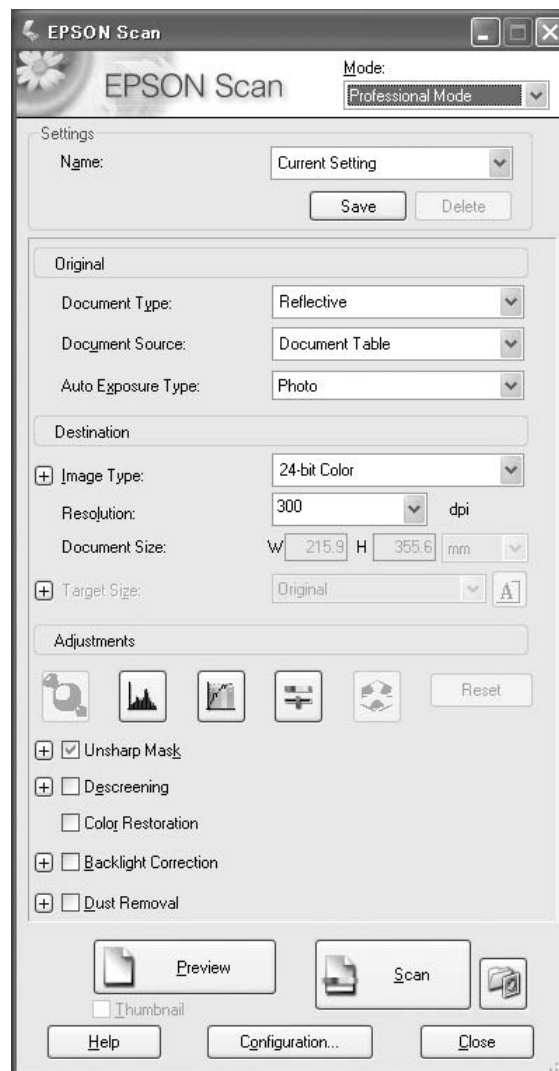 EPSON Scan
EPSON Scan
Mode:
Professional Mode
Settings
Name: Current Setting
Save Delete
Original
Document Type: Reflective
Document Source: Document Table
Auto Exposure Type: Photo
Destination
Image Type: 24-bit Color
Resolution: 300 dpi
Document Size: W 215.9 H 355.6 mm
Target Size: Original A
Adjustments
Reset
Unsharp Mask
Descreening
Color Restoration
Backlight Correction
Dust Removal
Preview Scan
Thumbnail
Help Configuration... Close